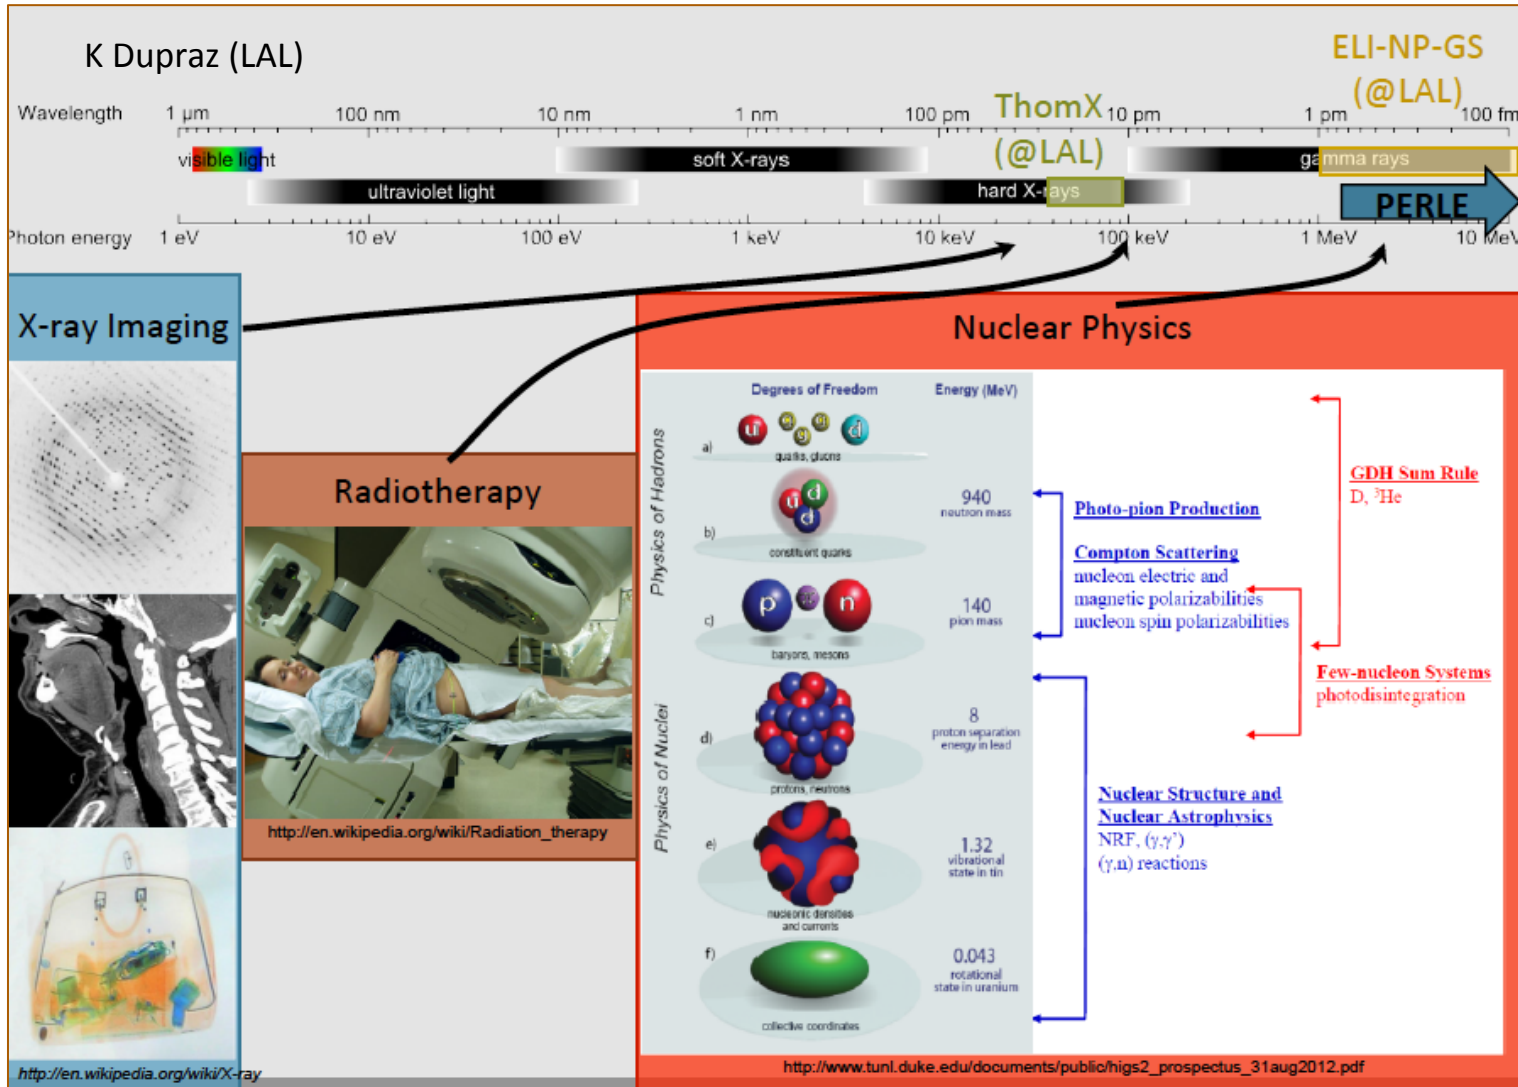 K Dupraz (LAL)
ELI-NP-GS
(@LAL)
ThomX
(@LAL)
Wavelength 1 µm 100 nm 10 nm 1 nm 100 pm 10 pm 1 pm 100 fm
visible light soft X-rays gamma rays
ultraviolet light hard X-rays PERLE
Photon energy 1 eV 10 eV 100 eV 1 keV 10 keV 100 keV 1 MeV 10 MeV
X-ray Imaging
http://en.wikipedia.org/wiki/X-ray
Radiotherapy
http://en.wikipedia.org/wiki/Radiation_therapy
Nuclear Physics
Degrees of Freedom Energy (MeV)
Physics of Hadrons
Physics of Nuclei
a)
u g g g d
quarks, gluons
b)
u d d
constituent quarks
940
neutron mass
c)
p n
baryons, mesons
140
pion mass
d)
protons, neutrons
8
proton separation
energy in lead
e)
nucleonic densities
and currents
1.32
vibrational
state in tin
f)
collective coordinates
0.043
rotational
state in uranium
Photo-pion Production
Compton Scattering
nucleon electric and
magnetic polarizabilities
nucleon spin polarizabilities
GDH Sum Rule
D, ³He
Few-nucleon Systems
photodisintegration
Nuclear Structure and
Nuclear Astrophysics
NRF, (γ,γ’)
(γ,n) reactions
http://www.tunl.duke.edu/documents/public/higs2_prospectus_31aug2012.pdf